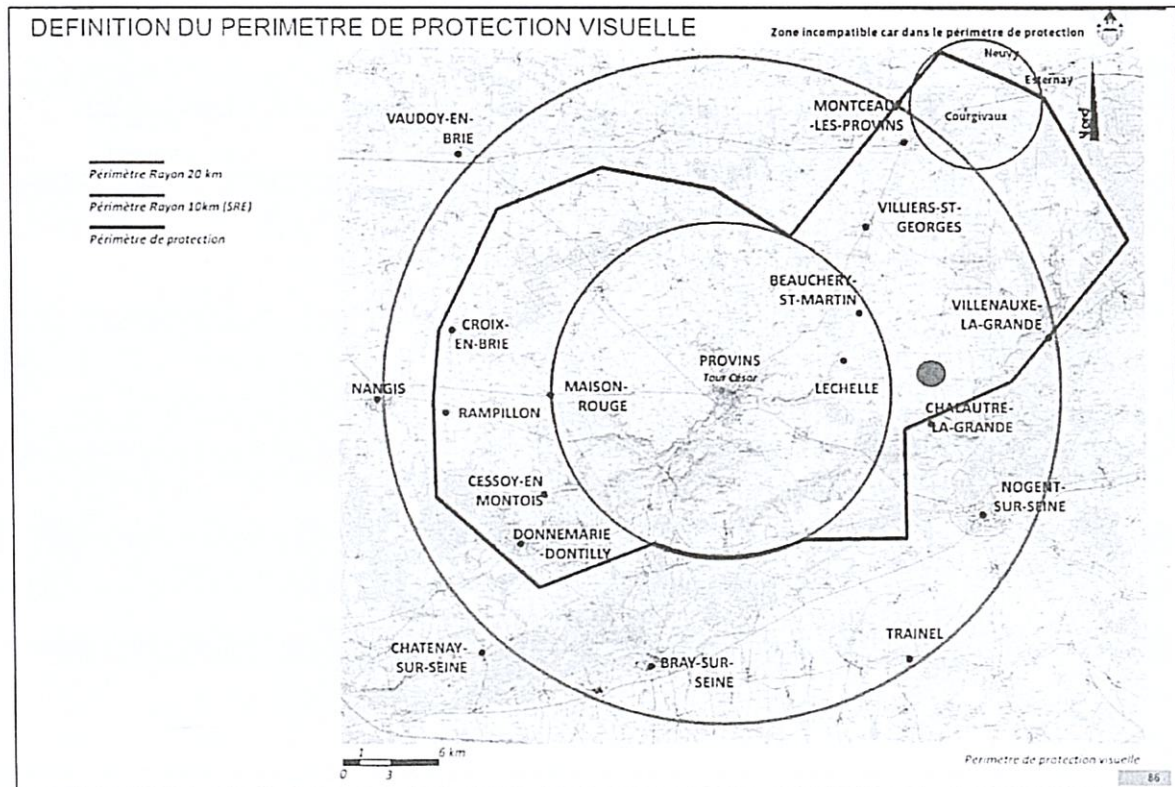 DEFINITION DU PERIMETRE DE PROTECTION VISUELLE
Zone incompatible car dans le périmètre de protection
Neuvy
Esternay
Courgivaux
Nord
MONTCEAU
-LES-PROVINS
VAUDOY-EN-
BRIE
Périmètre Rayon 20 km
Périmètre Rayon 10km (SRE)
Périmètre de protection
VILLIERS-ST-
GEORGES
BEAUCHERY-
ST-MARTIN
VILLENAUXE-
LA-GRANDE
CROIX-
EN-BRIE
PROVINS
Tour César
LECHELLE
NANGIS
MAISON-
ROUGE
RAMPILLON
CHALAUTRE-
LA-GRANDE
CESSOY-EN
MONTOIS
NOGENT-
SUR-SEINE
DONNEMARIE
-DONTILLY
TRAINEL
CHATENAY-
SUR-SEINE
BRAY-SUR-
SEINE
1 6 km
0 3
Périmetre de protection visuelle
86